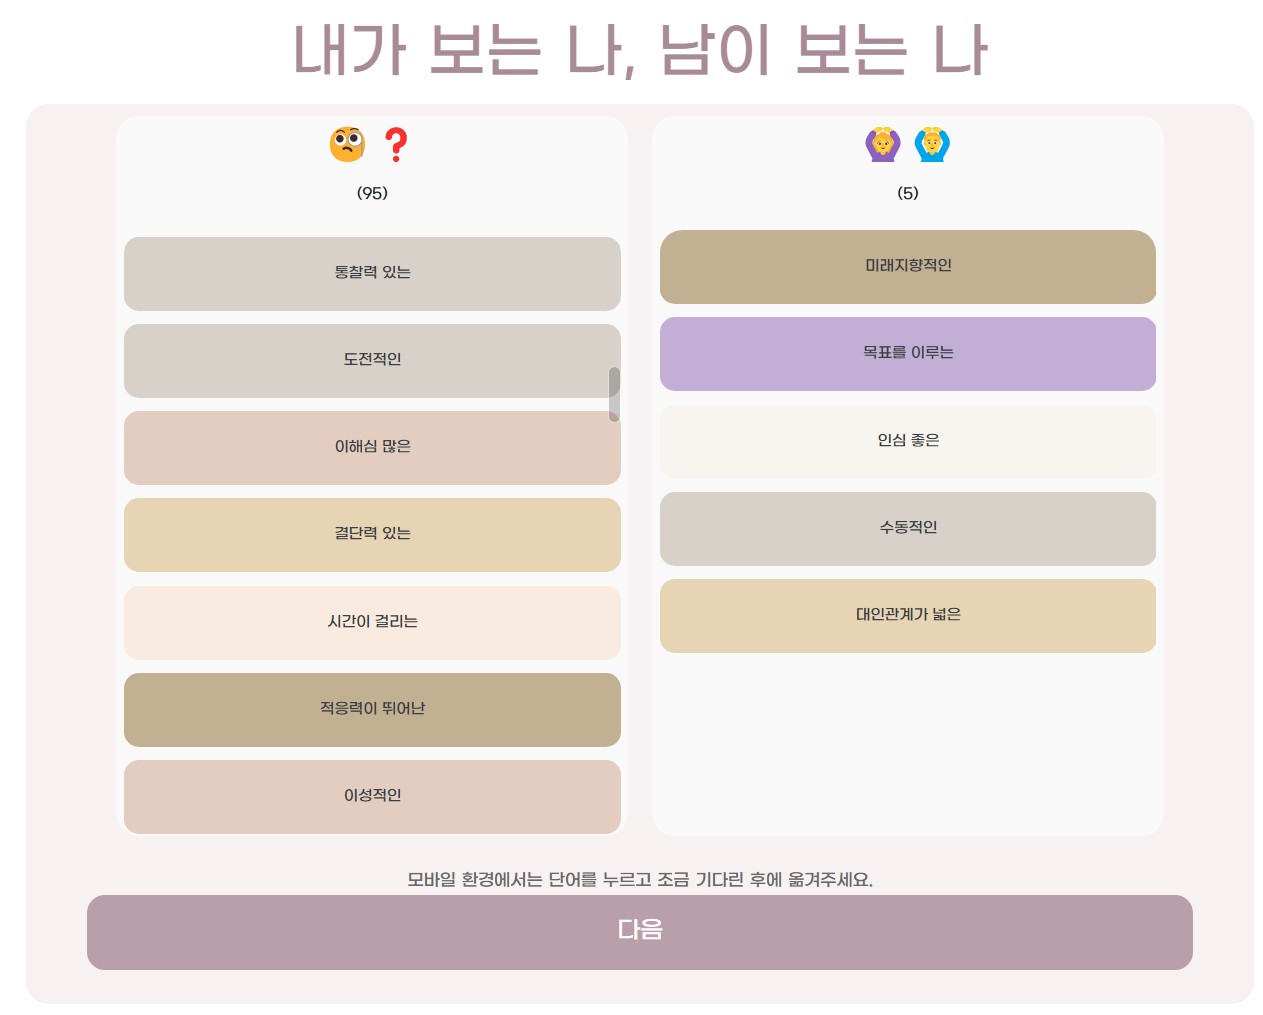 내가 보는 나, 남이 보는 나
(95)
통찰력 있는
도전적인
이해심 많은
결단력 있는
시간이 걸리는
적응력이 뛰어난
이성적인
(5)
미래지향적인
목표를 이루는
인심 좋은
수동적인
대인관계가 넓은
모바일 환경에서는 단어를 누르고 조금 기다린 후에 옮겨주세요.
다음